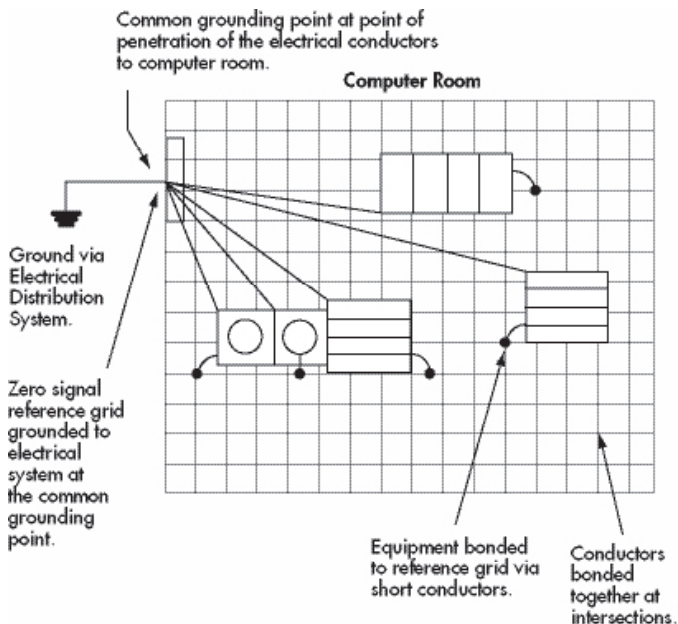 Common grounding point at point of
penetration of the electrical conductors
to computer room.
Computer Room
Ground via
Electrical
Distribution
System.
Zero signal
reference grid
grounded to
electrical
system at
the common
grounding
point.
Equipment bonded
to reference grid via
short conductors.
Conductors
bonded
together at
intersections.